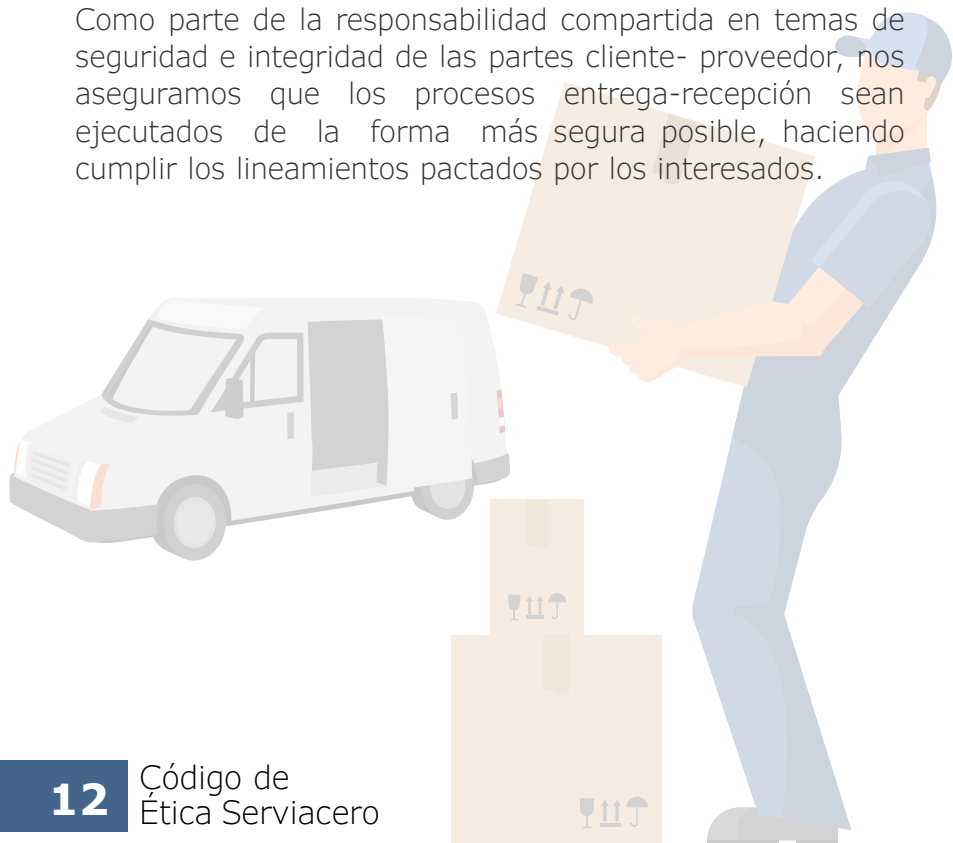 Como parte de la responsabilidad compartida en temas de
seguridad e integridad de las partes cliente- proveedor, nos
aseguramos que los procesos entrega-recepción sean
ejecutados de la forma más segura posible, haciendo
cumplir los lineamientos pactados por los interesados.
12
Código de
Ética Serviacero